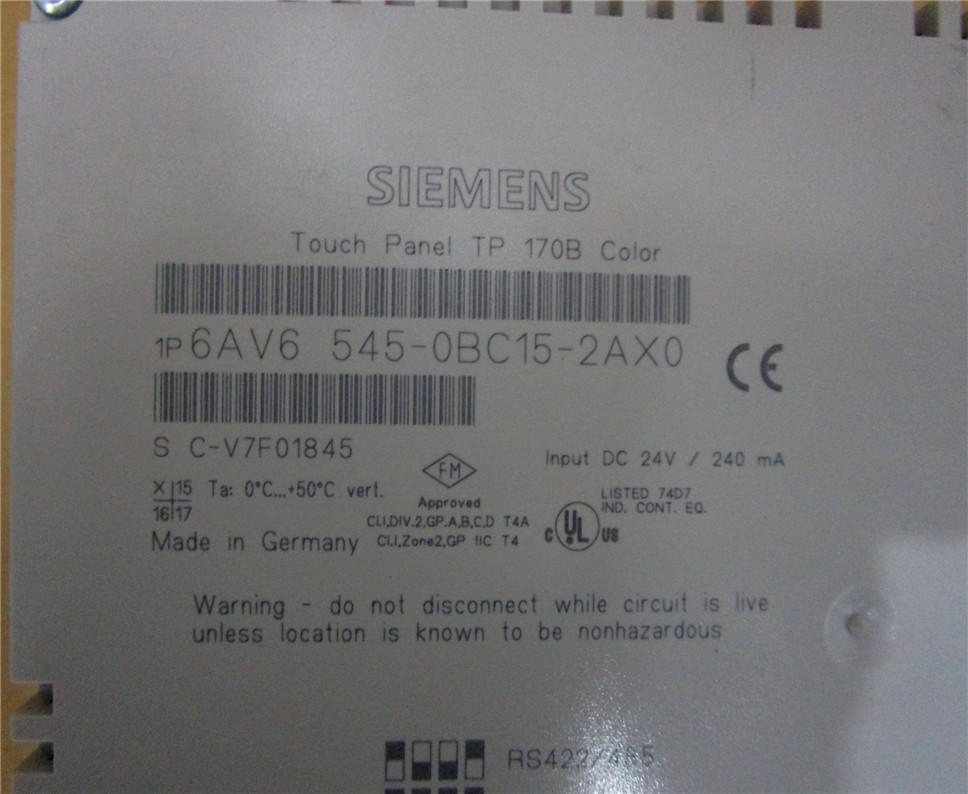 SIEMENS
Touch Panel TP 170B Color
1P 6AV6 545-0BC15-2AX0
CE
S C-V7F01845
Input DC 24V / 240 mA
FM
X 15
16 17
Ta: 0°C...+50°C vert.
Approved
Cl.I,DIV.2,GP.A,B,C,D T4A
Cl.I,Zone2,GP IIC T4
LISTED 74D7
IND. CONT. EQ.
C UL US
Made in Germany
Warning - do not disconnect while circuit is live
unless location is known to be nonhazardous
RS422/485